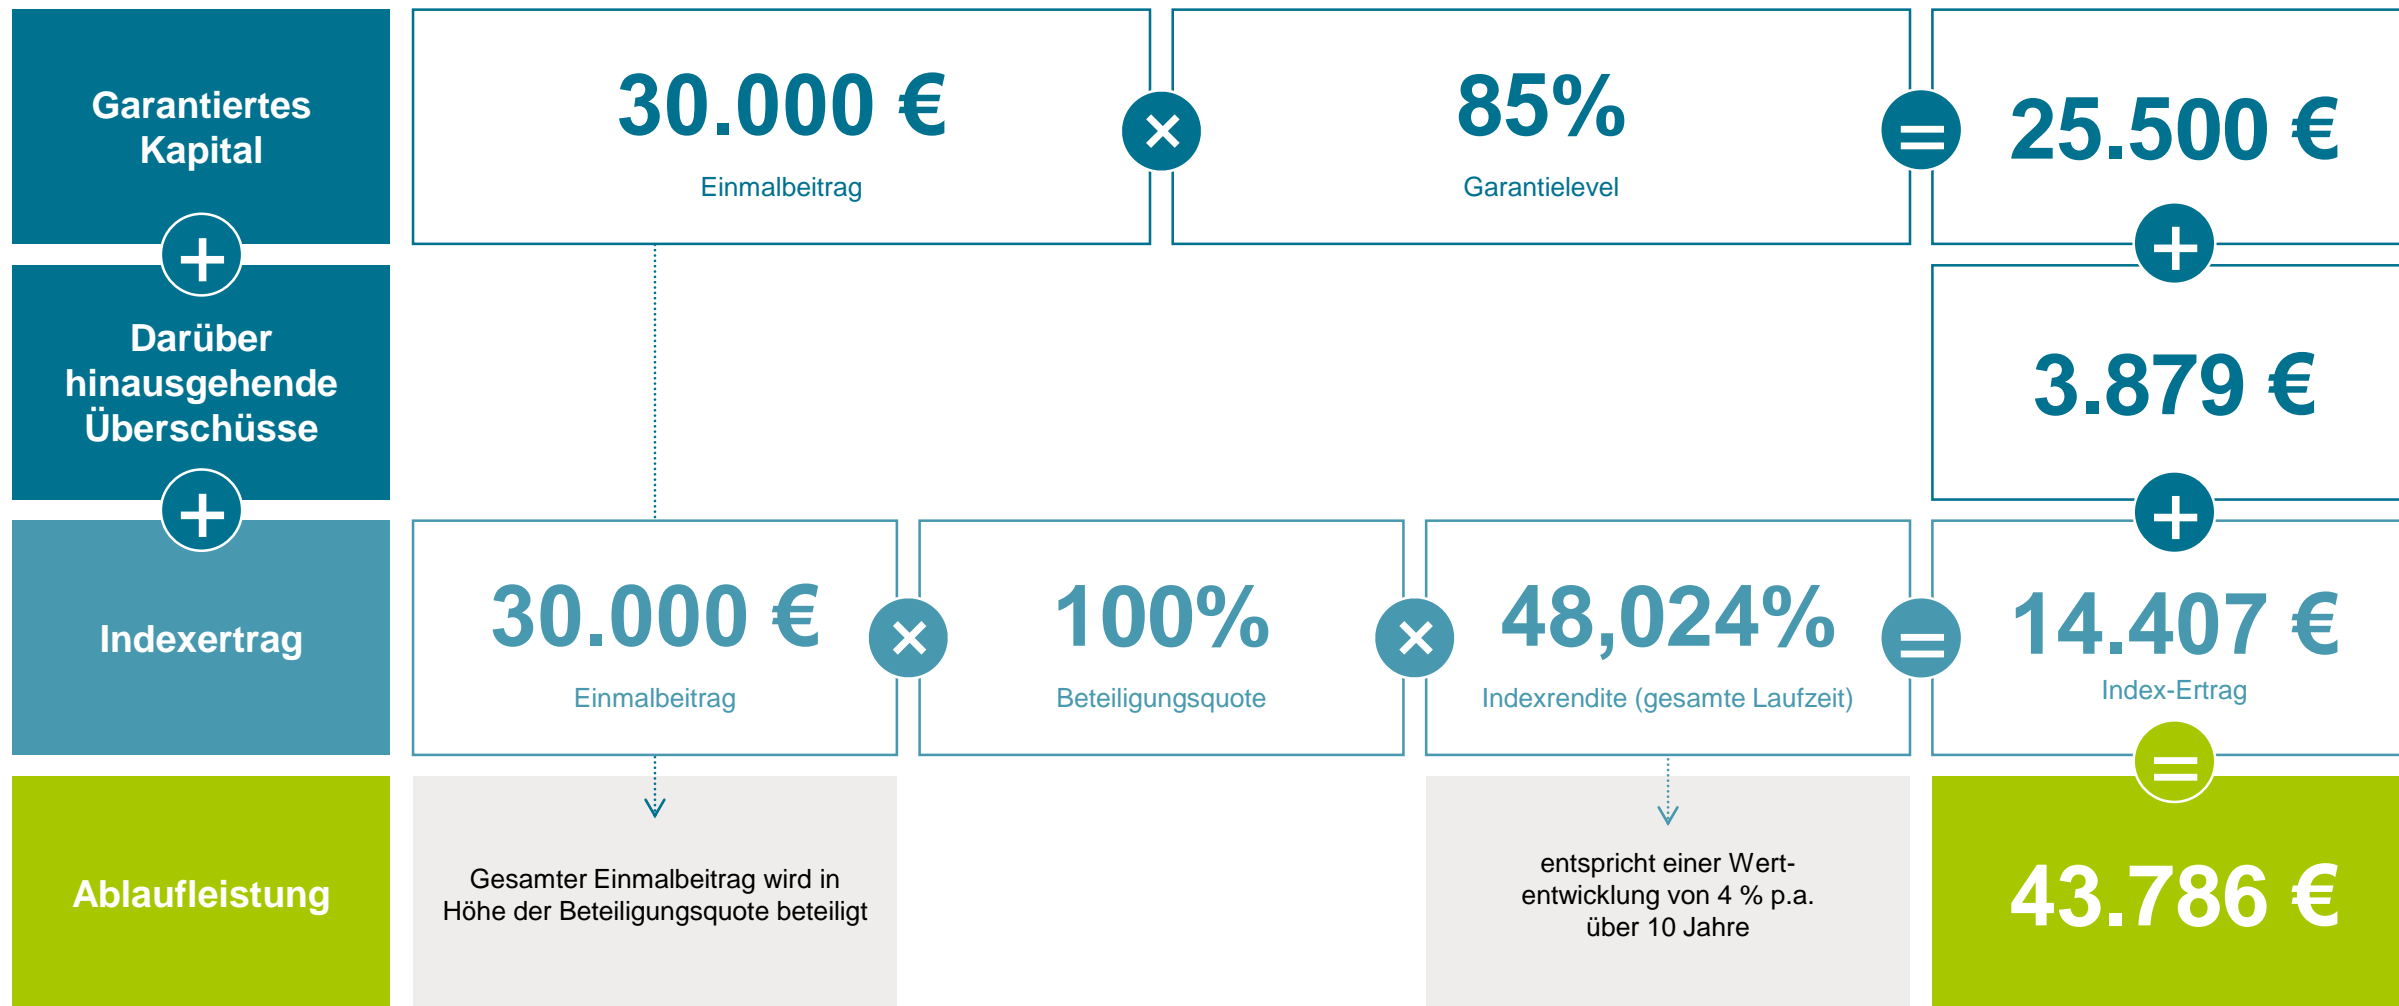 Garantiertes
Kapital
30.000 €
Einmalbeitrag
×
85%
Garantielevel
=
25.500 €
+
+
Darüber
hinausgehende
Überschüsse
3.879 €
+
+
Indexertrag
30.000 €
Einmalbeitrag
×
100%
Beteiligungsquote
×
48,024%
Indexrendite (gesamte Laufzeit)
=
14.407 €
Index-Ertrag
=
Ablaufleistung
Gesamter Einmalbeitrag wird in
Höhe der Beteiligungsquote beteiligt
entspricht einer Wert-
entwicklung von 4 % p.a.
über 10 Jahre
43.786 €